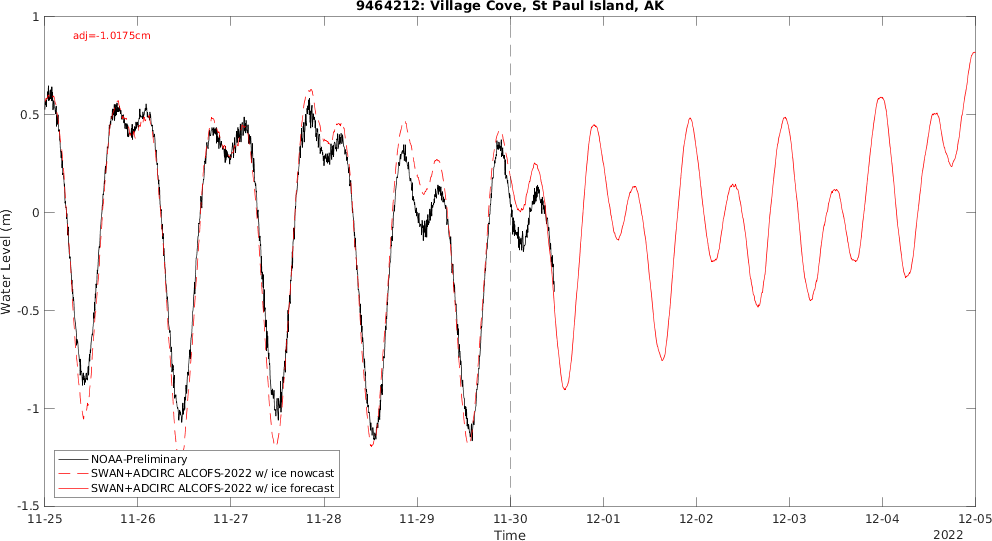 9464212: Village Cove, St Paul Island, AK
adj=-1.0175cm
1
0.5
0
-0.5
-1
-1.5
Water Level (m)
NOAA-Preliminary
SWAN+ADCIRC ALCOFS-2022 w/ ice nowcast
SWAN+ADCIRC ALCOFS-2022 w/ ice forecast
11-25 11-26 11-27 11-28 11-29 11-30 12-01 12-02 12-03 12-04 12-05
Time
2022